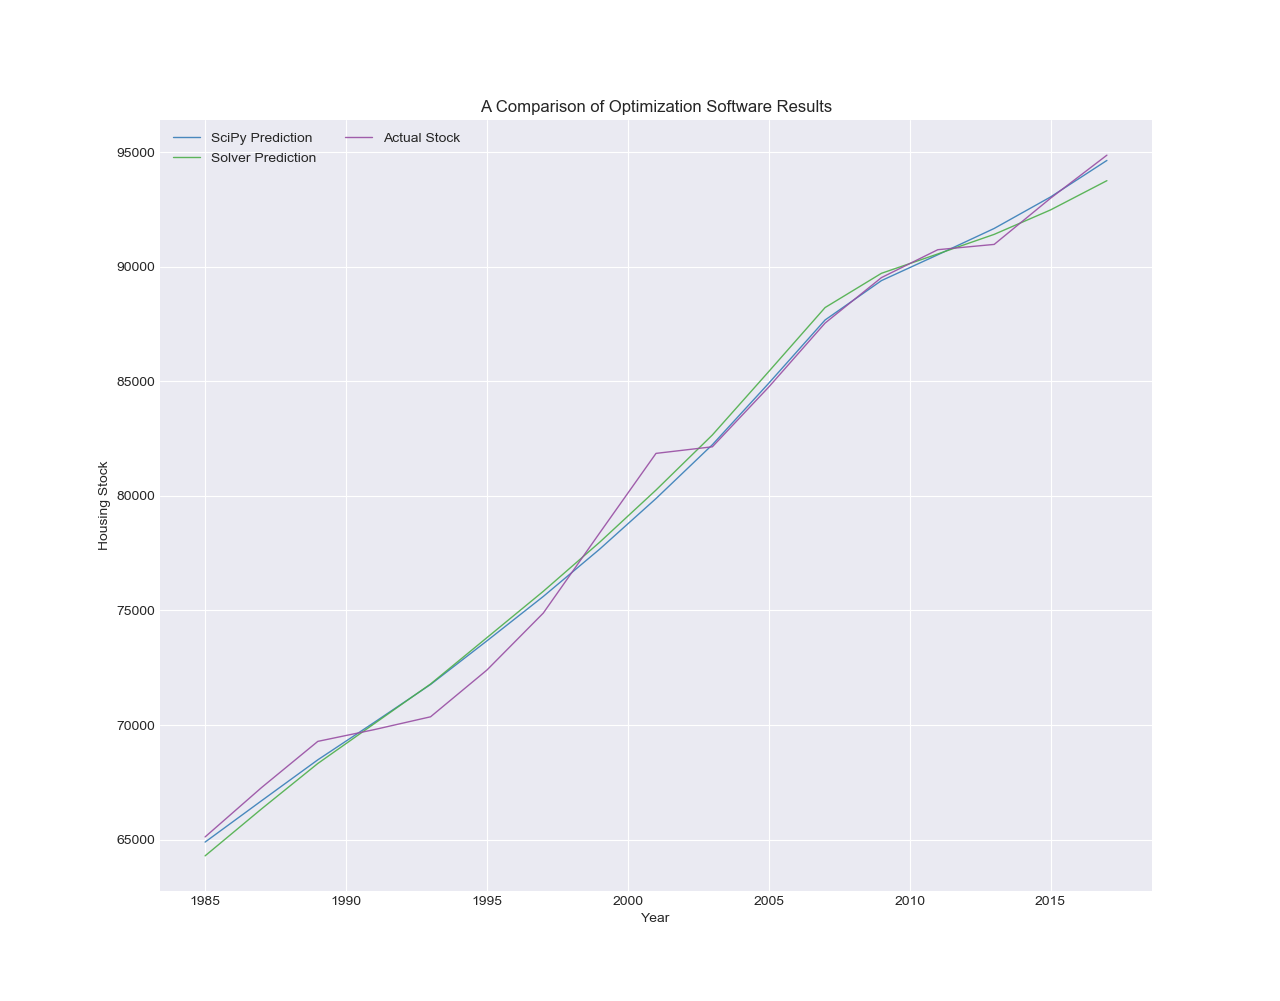 A Comparison of Optimization Software Results
SciPy Prediction
Solver Prediction
Actual Stock
95000
90000
85000
80000
75000
70000
65000
Housing Stock
1985 1990 1995 2000 2005 2010 2015
Year